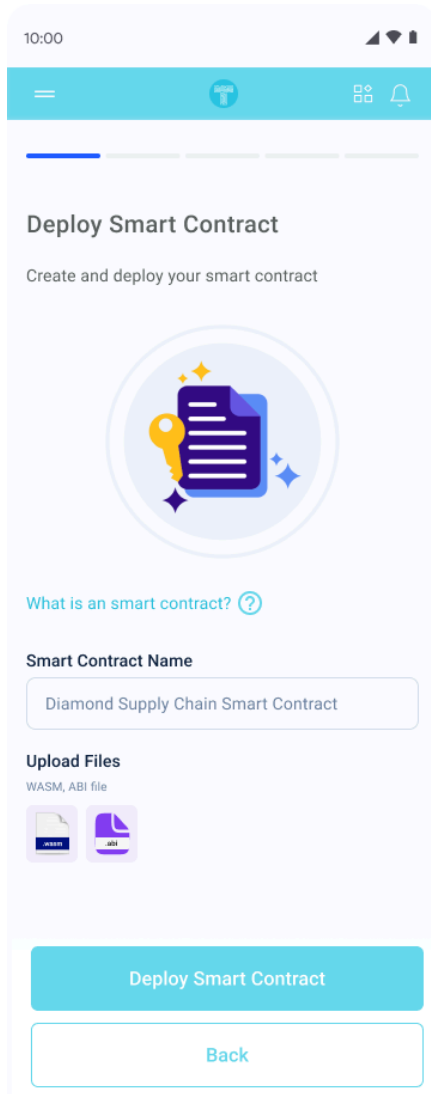 10:00
T
Deploy Smart Contract
Create and deploy your smart contract
What is an smart contract? ?
Smart Contract Name
Diamond Supply Chain Smart Contract
Upload Files
WASM, ABI file
.wasm .abi
Deploy Smart Contract
Back